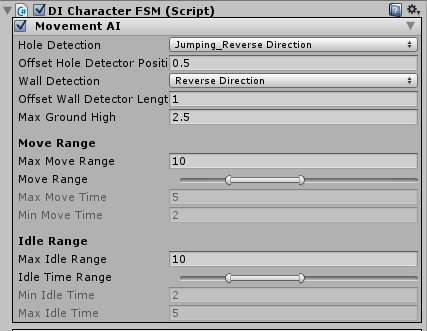 DI Character FSM (Script)
Movement AI
Hole Detection Jumping_Reverse Direction
Offset Hole Detector Positi 0.5
Wall Detection Reverse Direction
Offset Wall Detector Lengt 1
Max Ground High 2.5
Move Range
Max Move Range 10
Move Range
Max Move Time 5
Min Move Time 2
Idle Range
Max Idle Range 10
Idle Time Range
Min Idle Time 2
Max Idle Time 5